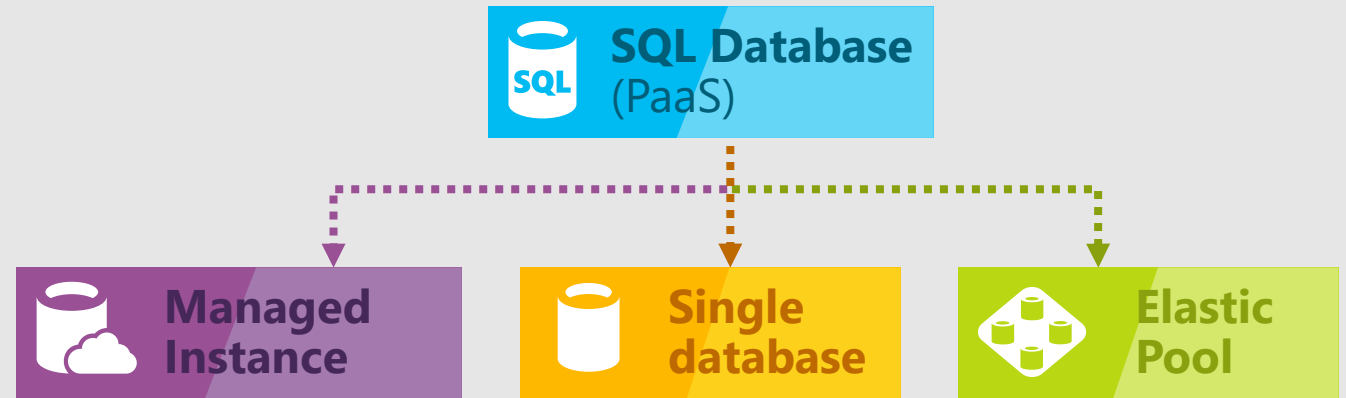 SQL
SQL Database
(PaaS)
Managed
Instance
Single
database
Elastic
Pool